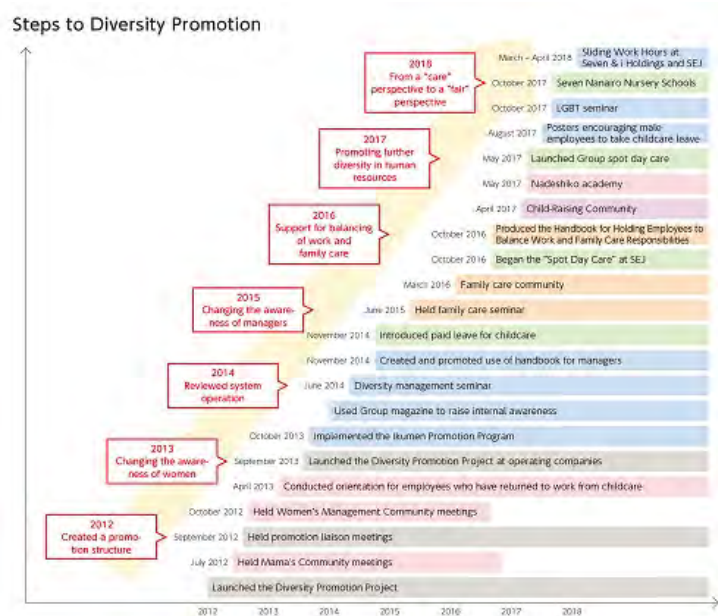 Steps to Diversity Promotion
2018
From a "care"
perspective to a "fair"
perspective
March – April 2018
Sliding Work Hours at
Seven & i Holdings and SEJ
October 2017
Seven Nanairo Nursery Schools
October 2017
LGBT seminar
August 2017
Posters encouraging male
employees to take childcare leave
2017
Promoting further
diversity in human
resources
May 2017
Launched Group spot day care
May 2017
Nadeshiko academy
April 2017
Child-Raising Community
2016
Support for balancing
of work and
family care
October 2016
Produced the Handbook for Holding Employees to
Balance Work and Family Care Responsibilities
October 2016
Began the "Spot Day Care" at SEJ
March 2016
Family care community
2015
Changing the aware-
ness of managers
June 2015
Held family care seminar
November 2014
Introduced paid leave for childcare
November 2014
Created and promoted use of handbook for managers
2014
Reviewed system
operation
June 2014
Diversity management seminar
Used Group magazine to raise internal awareness
October 2013
Implemented the Ikumen Promotion Program
2013
Changing the aware-
ness of women
September 2013
Launched the Diversity Promotion Project at operating companies
April 2013
Conducted orientation for employees who have returned to work from childcare
October 2012
Held Women's Management Community meetings
2012
Created a promo-
tion structure
September 2012
Held promotion liaison meetings
July 2012
Held Mama's Community meetings
Launched the Diversity Promotion Project
2012 2013 2014 2015 2016 2017 2018